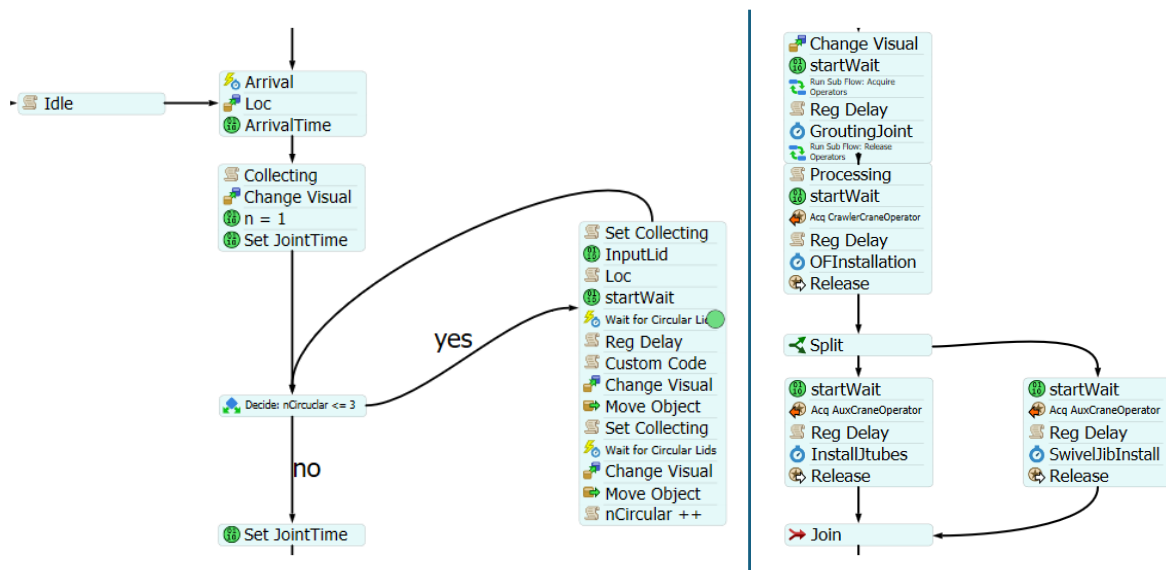 Idle
Arrival
Loc
ArrivalTime
Collecting
Change Visual
n = 1
Set JointTime
Decide: nCircuclar <= 3
yes
no
Set JointTime
Set Collecting
InputLid
Loc
startWait
Wait for Circular
Reg Delay
Custom Code
Change Visual
Move Object
Set Collecting
Wait for Circular Lids
Change Visual
Move Object
nCircular ++
Change Visual
startWait
Run Sub Flow: Acquire
Operators
Reg Delay
GroutingJoint
Run Sub Flow: Release
Operators
Processing
startWait
Acq CrawlerCraneOperator
Reg Delay
OFInstallation
Release
Split
startWait
Acq AuxCraneOperator
Reg Delay
InstallJtubes
Release
startWait
Acq AuxCraneOperator
Reg Delay
SwivelJibInstall
Release
Join